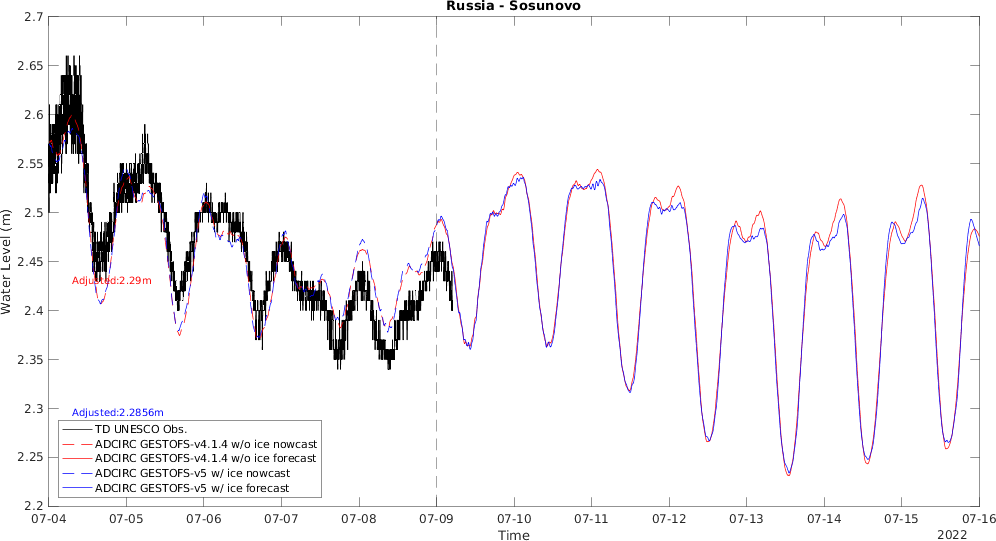 Russia - Sosunovo
2.7
2.65
2.6
2.55
2.5
2.45
2.4
2.35
2.3
2.25
2.2
Water Level (m)
Adjusted:2.29m
Adjusted:2.2856m
TD UNESCO Obs.
ADCIRC GESTOFS-v4.1.4 w/o ice nowcast
ADCIRC GESTOFS-v4.1.4 w/o ice forecast
ADCIRC GESTOFS-v5 w/ ice nowcast
ADCIRC GESTOFS-v5 w/ ice forecast
07-04 07-05 07-06 07-07 07-08 07-09 07-10 07-11 07-12 07-13 07-14 07-15 07-16
Time
2022